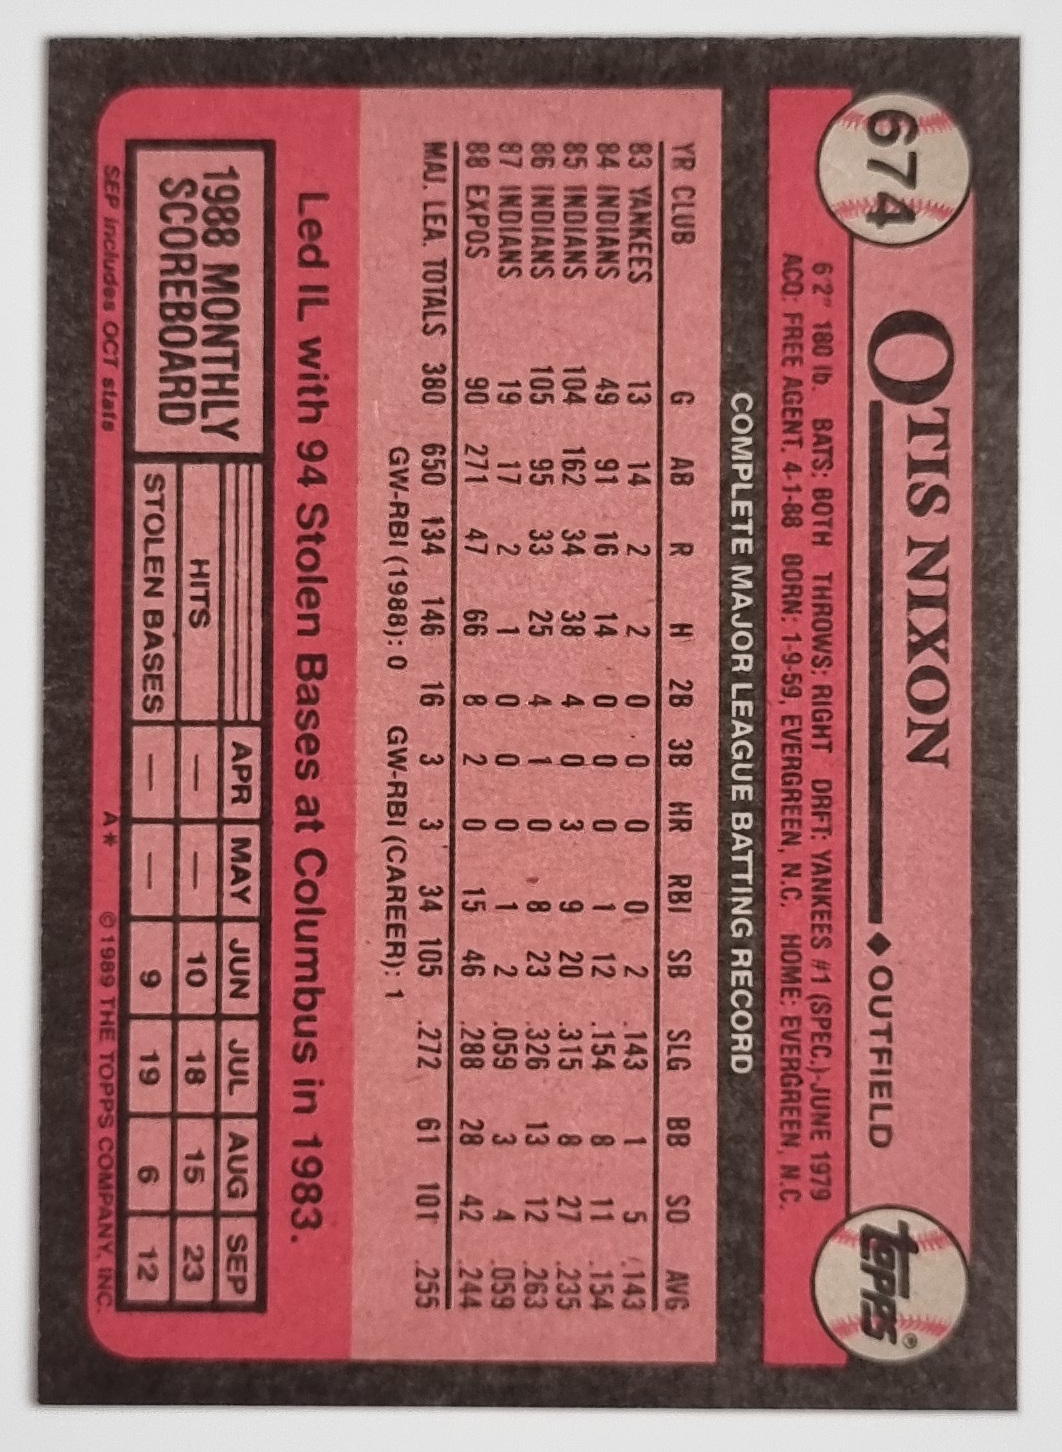 674
OTIS NIXON ◆ OUTFIELD
topps®
6'2" 180 lb. BATS: BOTH THROWS: RIGHT DRFT: YANKEES #1 (SPEC.)-JUNE 1979
ACQ: FREE AGENT, 4-1-88 BORN: 1-9-59, EVERGREEN, N.C. HOME: EVERGREEN, N.C.
COMPLETE MAJOR LEAGUE BATTING RECORD
YR CLUB G AB R H 2B 3B HR RBI SB SLG BB SO AVG
83 YANKEES 13 14 2 2 0 0 0 0 2 .143 1 5 .143
84 INDIANS 49 91 16 14 0 0 0 1 12 .154 8 11 .154
85 INDIANS 104 162 34 38 4 0 3 9 20 .315 8 27 .235
86 INDIANS 105 95 33 25 4 1 0 8 23 .326 13 12 .263
87 INDIANS 19 17 2 1 0 0 0 1 2 .059 3 4 .059
88 EXPOS 90 271 47 66 8 2 0 15 46 .288 28 42 .244
MAJ. LEA. TOTALS 380 650 134 146 16 3 3 34 105 .272 61 101 .255
GW-RBI (1988): 0 GW-RBI (CAREER): 1
Led IL with 94 Stolen Bases at Columbus in 1983.
1988 MONTHLY
SCOREBOARD
APR MAY JUN JUL AUG SEP
HITS — — 10 18 15 23
STOLEN BASES — — 9 19 6 12
SEP includes OCT stats A* © 1989 THE TOPPS COMPANY, INC.